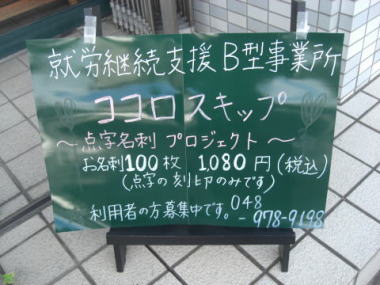 就労継続支援B型事業所
ココロスキップ
～点字名刺 プロジェクト～
お名刺100枚 1,080円(税込)
(点字の刻印のみです)
利用者の方募集中です。048-978-9198